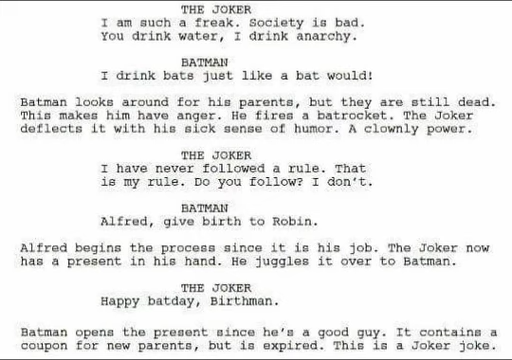 THE JOKER
I am such a freak. Society is bad.
You drink water, I drink anarchy.
BATMAN
I drink bats just like a bat would!
Batman looks around for his parents, but they are still dead.
This makes him have anger. He fires a batrocket. The Joker
deflects it with his sick sense of humor. A clownly power.
THE JOKER
I have never followed a rule. That
is my rule. Do you follow? I don't.
BATMAN
Alfred, give birth to Robin.
Alfred begins the process since it is his job. The Joker now
has a present in his hand. He juggles it over to Batman.
THE JOKER
Happy batday, Birthman.
Batman opens the present since he's a good guy. It contains a
coupon for new parents, but is expired. This is a Joker joke.